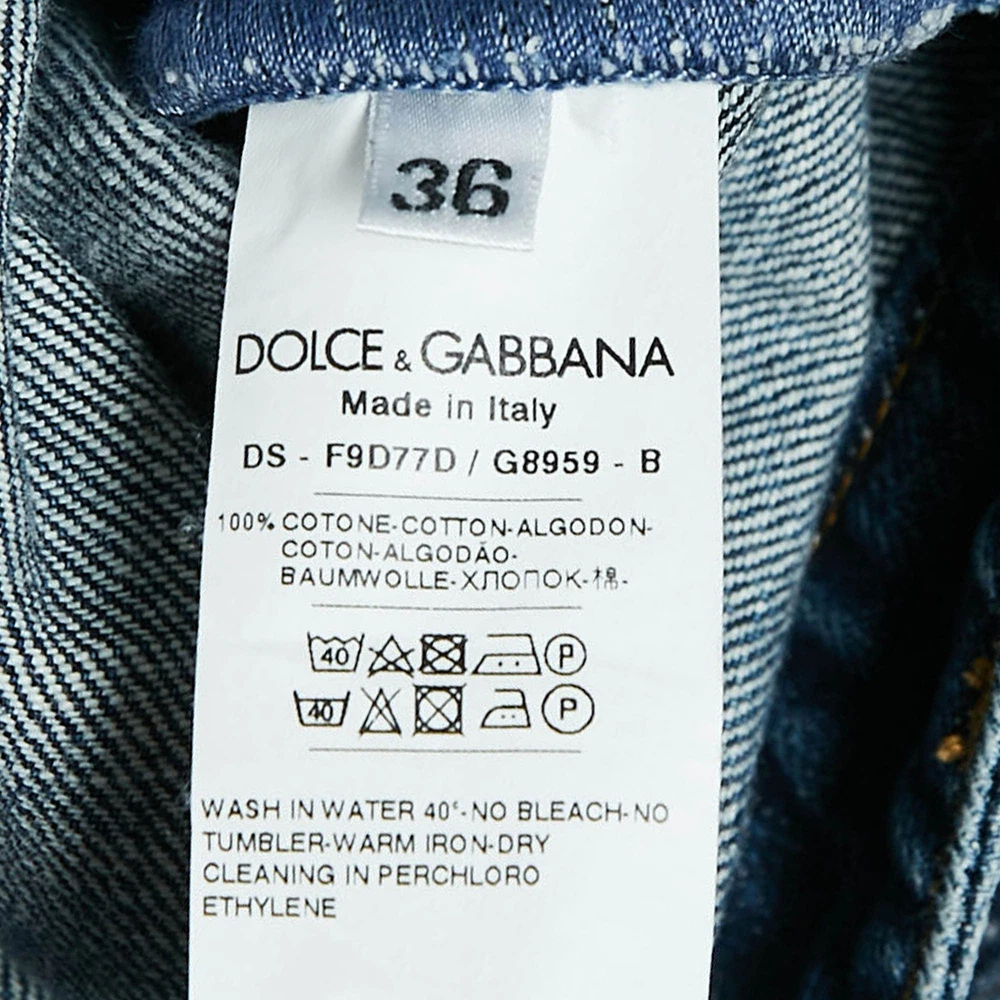 36
DOLCE & GABBANA
Made in Italy
DS - F9D77D / G8959 - B
100% COTONE-COTTON-ALGODON-
COTON-ALGODÃO-
BAUMWOLLE-ХЛОПОК-棉-
40 P
40 P
WASH IN WATER 40°-NO BLEACH-NO
TUMBLER-WARM IRON-DRY
CLEANING IN PERCHLORO
ETHYLENE